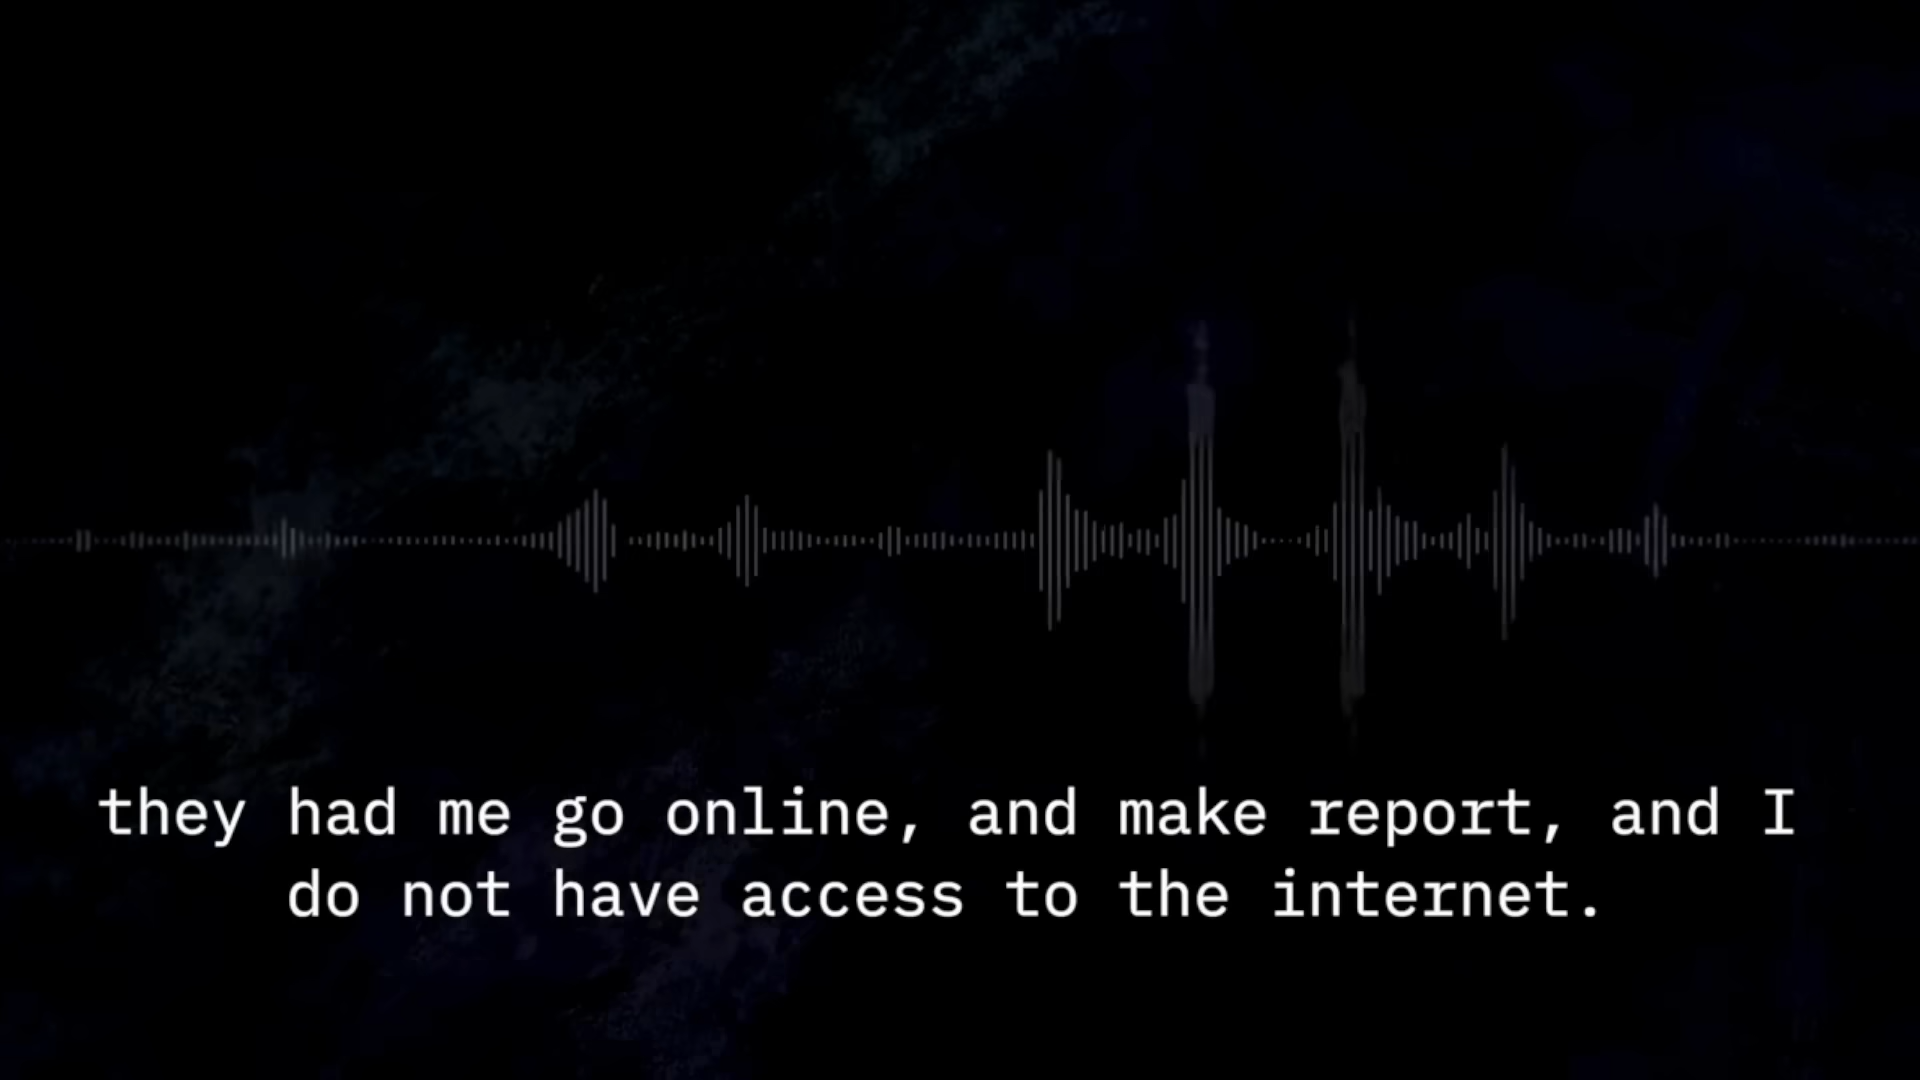 they had me go online, and make report, and I
do not have access to the internet.